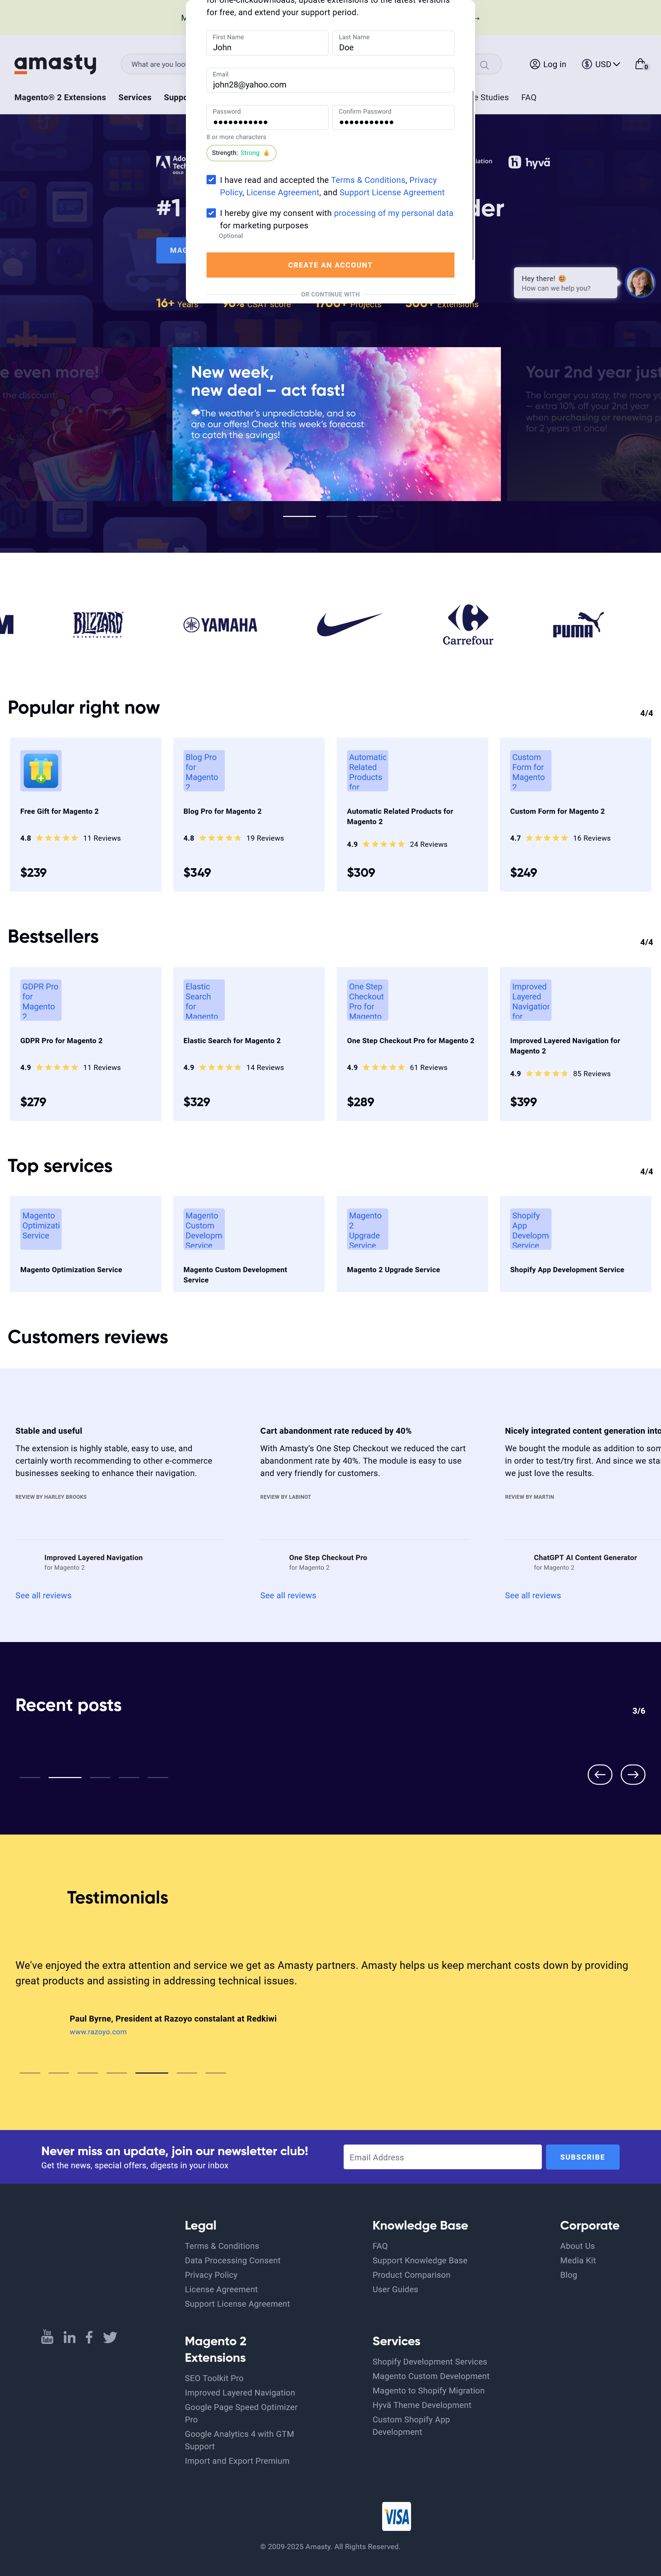 M
→
for one-clickdownloads, update extensions to the latest versions
for free, and extend your support period.
First Name
John
Last Name
Doe
Email
john28@yahoo.com
Password
●●●●●●●●●●●
Confirm Password
●●●●●●●●●●●
8 or more characters
Strength: Strong 👍
I have read and accepted the Terms & Conditions, Privacy
Policy, License Agreement, and Support License Agreement
I hereby give my consent with processing of my personal data
for marketing purposes
Optional
CREATE AN ACCOUNT
OR CONTINUE WITH
amasty
What are you loo
Log in
USD
0
Magento® 2 Extensions
Services
Suppo
e Studies
FAQ
Ado
Tech
GOLD
iation
hyvä
#1
der
MAG
Hey there! 😊
How can we help you?
16+ Years
90% CSAT score
1700+ Projects
300+ Extensions
e even more!
the discount
New week,
new deal – act fast!
🌩The weather's unpredictable, and so
are our offers! Check this week's forecast
to catch the savings!
Your 2nd year just
The longer you stay, the more yo
— extra 10% off your 2nd year
when purchasing or renewing p
for 2 years at once!
M
BLIZZARD
ENTERTAINMENT
YAMAHA
Carrefour
PUMA
Popular right now
4/4
Blog Pro
for
Magento
2
Automatic
Related
Products
for
Custom
Form for
Magento
2
Free Gift for Magento 2
4.8
11 Reviews
$239
Blog Pro for Magento 2
4.8
19 Reviews
$349
Automatic Related Products for
Magento 2
4.9
24 Reviews
$309
Custom Form for Magento 2
4.7
16 Reviews
$249
Bestsellers
4/4
GDPR Pro
for
Magento
2
Elastic
Search
for
Magento
One Step
Checkout
Pro for
Magento
Improved
Layered
Navigation
for
GDPR Pro for Magento 2
4.9
11 Reviews
$279
Elastic Search for Magento 2
4.9
14 Reviews
$329
One Step Checkout Pro for Magento 2
4.9
61 Reviews
$289
Improved Layered Navigation for
Magento 2
4.9
85 Reviews
$399
Top services
4/4
Magento
Optimizati
Service
Magento
Custom
Developm
Service
Magento
2
Upgrade
Service
Shopify
App
Developm
Service
Magento Optimization Service
Magento Custom Development
Service
Magento 2 Upgrade Service
Shopify App Development Service
Customers reviews
Stable and useful
The extension is highly stable, easy to use, and
certainly worth recommending to other e-commerce
businesses seeking to enhance their navigation.
REVIEW BY HARLEY BROOKS
Improved Layered Navigation
for Magento 2
See all reviews
Cart abandonment rate reduced by 40%
With Amasty's One Step Checkout we reduced the cart
abandonment rate by 40%. The module is easy to use
and very friendly for customers.
REVIEW BY LABINOT
One Step Checkout Pro
for Magento 2
See all reviews
Nicely integrated content generation into
We bought the module as addition to som
in order to test/try first. And since we sta
we just love the results.
REVIEW BY MARTIN
ChatGPT AI Content Generator
for Magento 2
See all reviews
Recent posts
3/6
Testimonials
We've enjoyed the extra attention and service we get as Amasty partners. Amasty helps us keep merchant costs down by providing
great products and assisting in addressing technical issues.
Paul Byrne, President at Razoyo constalant at Redkiwi
www.razoyo.com
Never miss an update, join our newsletter club!
Get the news, special offers, digests in your inbox
Email Address
SUBSCRIBE
You
Tube
Legal
Terms & Conditions
Data Processing Consent
Privacy Policy
License Agreement
Support License Agreement
Knowledge Base
FAQ
Support Knowledge Base
Product Comparison
User Guides
Corporate
About Us
Media Kit
Blog
Magento 2
Extensions
SEO Toolkit Pro
Improved Layered Navigation
Google Page Speed Optimizer
Pro
Google Analytics 4 with GTM
Support
Import and Export Premium
Services
Shopify Development Services
Magento Custom Development
Magento to Shopify Migration
Hyvä Theme Development
Custom Shopify App
Development
VISA
© 2009-2025 Amasty. All Rights Reserved.